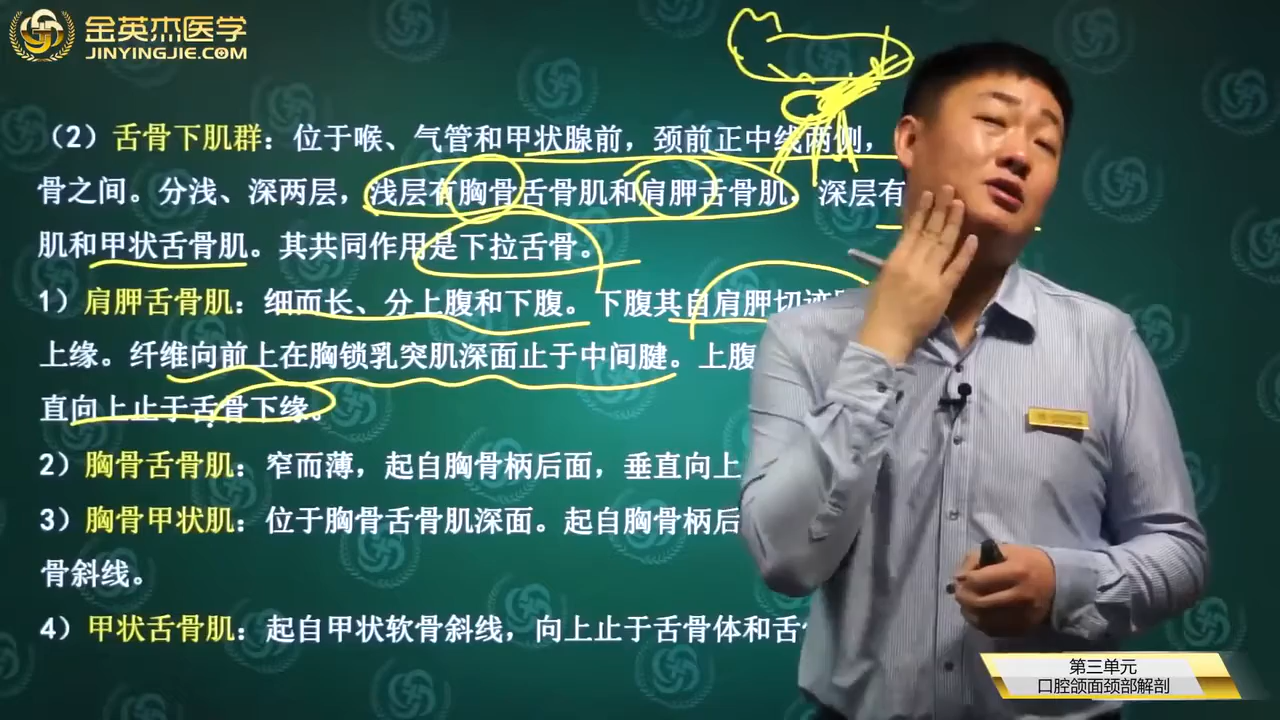 金英杰医学
JINYINGJIE.COM
（2）舌骨下肌群：位于喉、气管和甲状腺前，颈前正中线两侧，
骨之间。分浅、深两层，浅层有胸骨舌骨肌和肩胛舌骨肌。深层有
肌和甲状舌骨肌。其共同作用是下拉舌骨。
1）肩胛舌骨肌：细而长、分上腹和下腹。下腹其自肩胛切迹
上缘。纤维向前上在胸锁乳突肌深面止于中间腱。上腹
直向上止于舌骨下缘。
2）胸骨舌骨肌：窄而薄，起自胸骨柄后面，垂直向上
3）胸骨甲状肌：位于胸骨舌骨肌深面。起自胸骨柄后
骨斜线。
4）甲状舌骨肌：起自甲状软骨斜线，向上止于舌骨体和舌
第三单元
口腔颌面颈部解剖